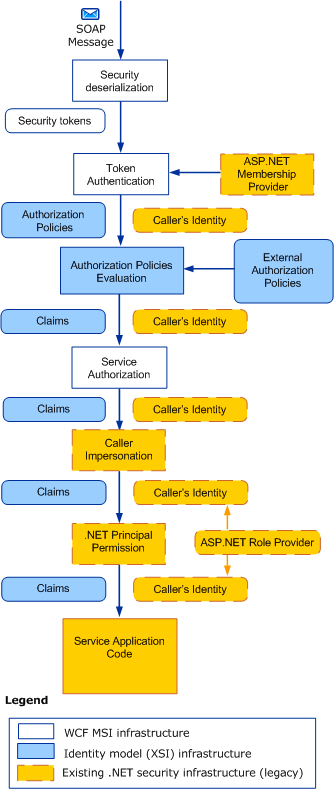 SOAP
Message
Security
deserialization
Security tokens
Token
Authentication
ASP.NET
Membership
Provider
Authorization
Policies
Caller's Identity
Authorization Policies
Evaluation
External
Authorization
Policies
Claims
Caller's Identity
Service
Authorization
Claims
Caller's Identity
Caller
Impersonation
Claims
Caller's Identity
.NET Principal
Permission
ASP.NET Role Provider
Claims
Caller's Identity
Service Application
Code
Legend
WCF MSI infrastructure
Identity model (XSI) infrastructure
Existing .NET security infrastructure (legacy)